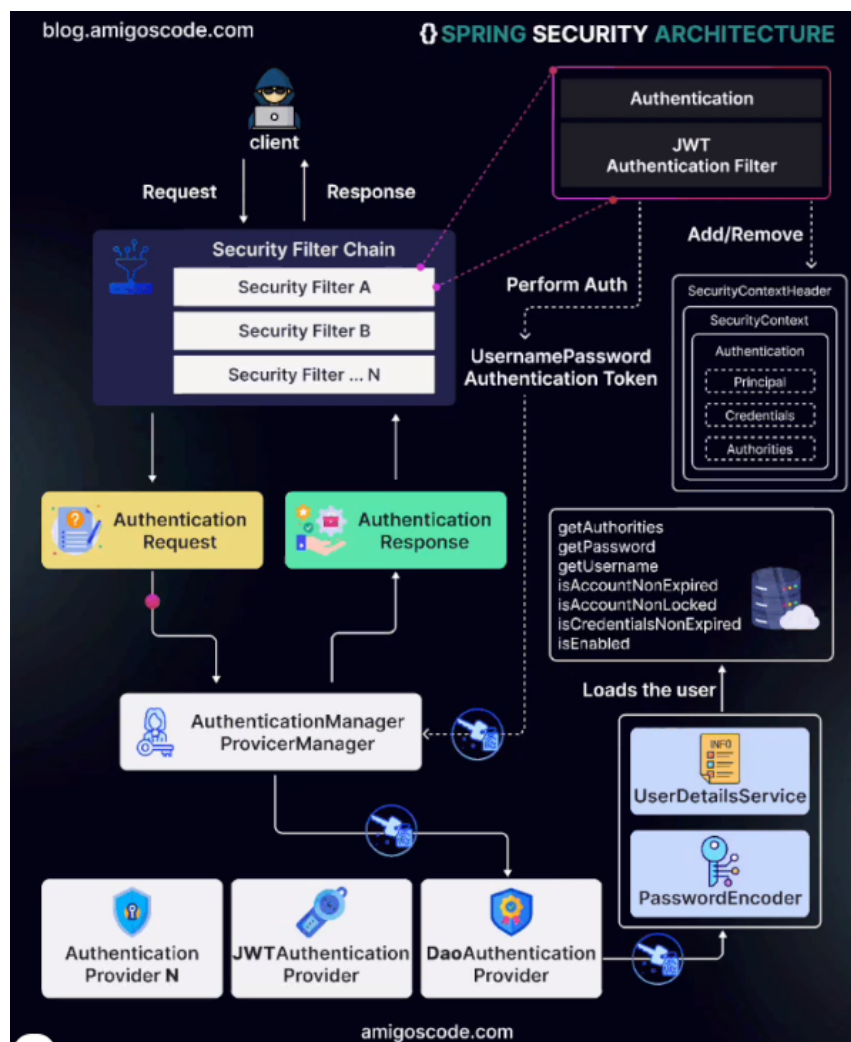 blog.amigoscode.com
{} SPRING SECURITY ARCHITECTURE
client
Request
Response
Authentication
JWT
Authentication Filter
Security Filter Chain
Security Filter A
Security Filter B
Security Filter ... N
Perform Auth
Add/Remove
UsernamePassword
Authentication Token
SecurityContextHeader
SecurityContext
Authentication
Principal
Credentials
Authorities
Authentication
Request
Authentication
Response
getAuthorities
getPassword
getUsername
isAccountNonExpired
isAccountNonLocked
isCredentialsNonExpired
isEnabled
Loads the user
AuthenticationManager
ProvicerManager
INFO
UserDetailsService
PasswordEncoder
Authentication
Provider N
JWTAuthentication
Provider
DaoAuthentication
Provider
amigoscode.com